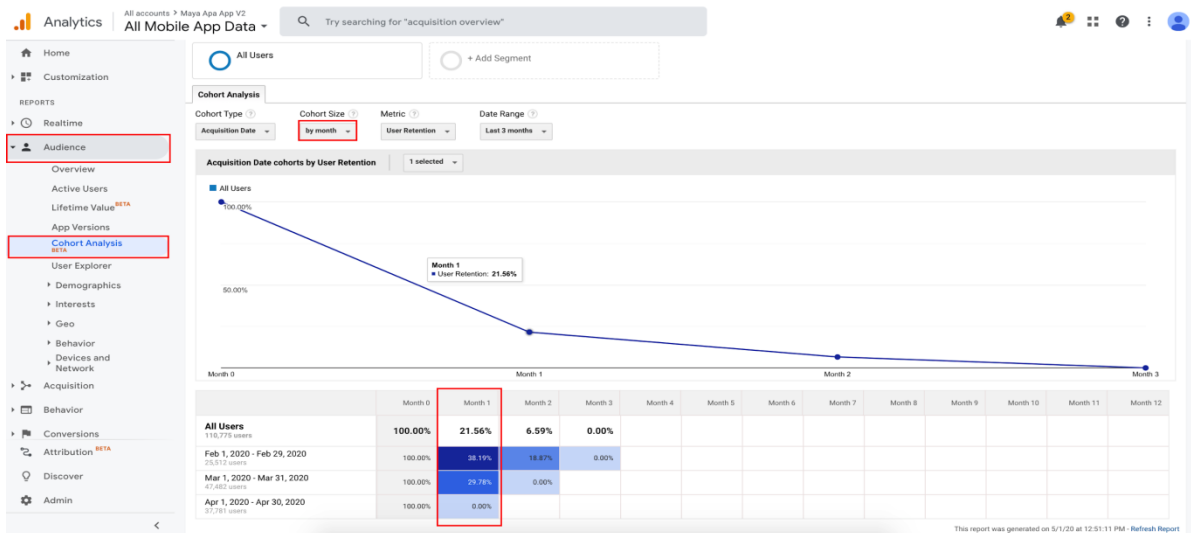 All accounts > Maya Apa App V2
Analytics
All Mobile App Data
Try searching for "acquisition overview"
2
Home
Customization
REPORTS
Realtime
Audience
Overview
Active Users
Lifetime Value BETA
App Versions
Cohort Analysis
BETA
User Explorer
Demographics
Interests
Geo
Behavior
Devices and
Network
Acquisition
Behavior
Conversions
Attribution BETA
Discover
Admin
All Users
+ Add Segment
Cohort Analysis
Cohort Type ? Cohort Size ? Metric ? Date Range ?
Acquisition Date by month User Retention Last 3 months
Acquisition Date cohorts by User Retention 1 selected
All Users
100.00%
Month 1
User Retention: 21.56%
50.00%
Month 0 Month 1 Month 2 Month 3
Month 0 Month 1 Month 2 Month 3 Month 4 Month 5 Month 6 Month 7 Month 8 Month 9 Month 10 Month 11 Month 12
All Users 100.00% 21.56% 6.59% 0.00%
110,775 users
Feb 1, 2020 - Feb 29, 2020 100.00% 38.19% 18.87% 0.00%
25,512 users
Mar 1, 2020 - Mar 31, 2020 100.00% 29.78% 0.00%
47,482 users
Apr 1, 2020 - Apr 30, 2020 100.00% 0.00%
37,781 users
This report was generated on 5/1/20 at 12:51:11 PM - Refresh Report